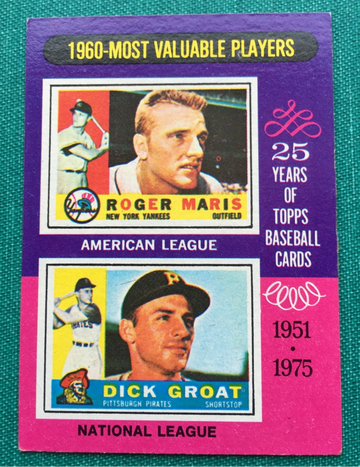 1960-MOST VALUABLE PLAYERS
ROGER MARIS
NEW YORK YANKEES OUTFIELD
AMERICAN LEAGUE
25
YEARS
OF
TOPPS
BASEBALL
CARDS
1951
•
1975
P
PIRATES
DICK GROAT
PITTSBURGH PIRATES SHORTSTOP
NATIONAL LEAGUE